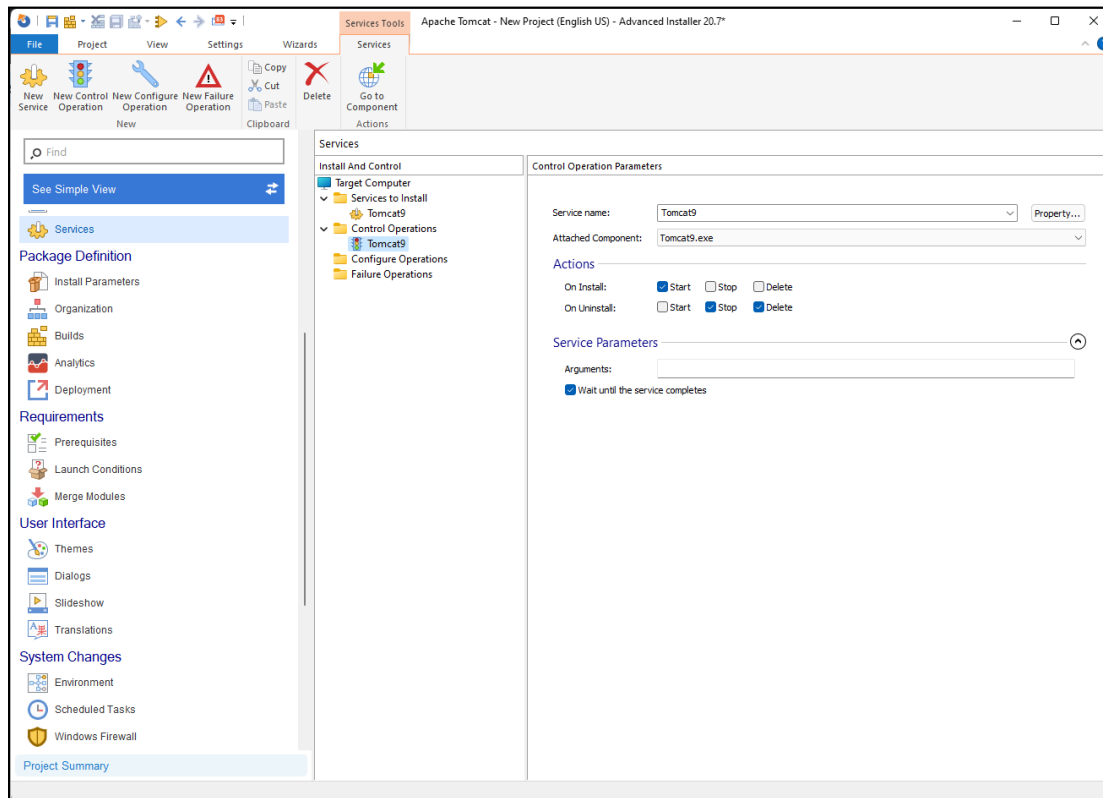 Services Tools
Apache Tomcat - New Project (English US) - Advanced Installer 20.7*
File Project View Settings Wizards Services
New Service
New Control Operation
New Configure Operation
New Failure Operation
Copy
Cut
Paste
Delete
Go to Component
New Clipboard Actions
Find
See Simple View
Services
Package Definition
Install Parameters
Organization
Builds
Analytics
Deployment
Requirements
Prerequisites
Launch Conditions
Merge Modules
User Interface
Themes
Dialogs
Slideshow
Translations
System Changes
Environment
Scheduled Tasks
Windows Firewall
Project Summary
Services
Install And Control
Target Computer
Services to Install
Tomcat9
Control Operations
Tomcat9
Configure Operations
Failure Operations
Control Operation Parameters
Service name: Tomcat9 Property...
Attached Component: Tomcat9.exe
Actions
On Install: Start Stop Delete
On Uninstall: Start Stop Delete
Service Parameters
Arguments:
Wait until the service completes